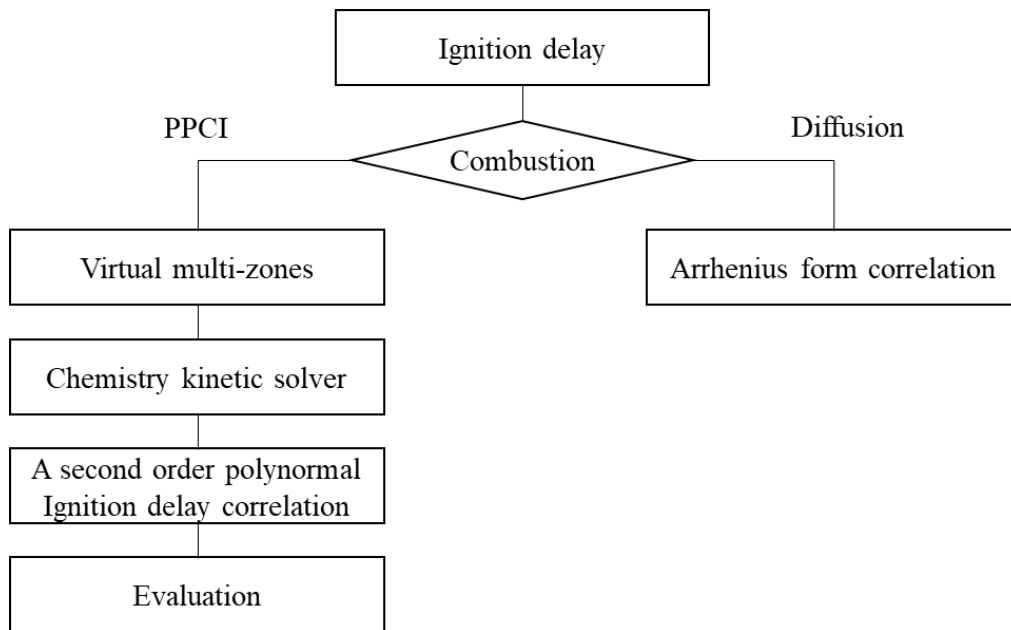 Ignition delay
PPCI
Diffusion
Combustion
Virtual multi-zones
Arrhenius form correlation
Chemistry kinetic solver
A second order polynormal
Ignition delay correlation
Evaluation